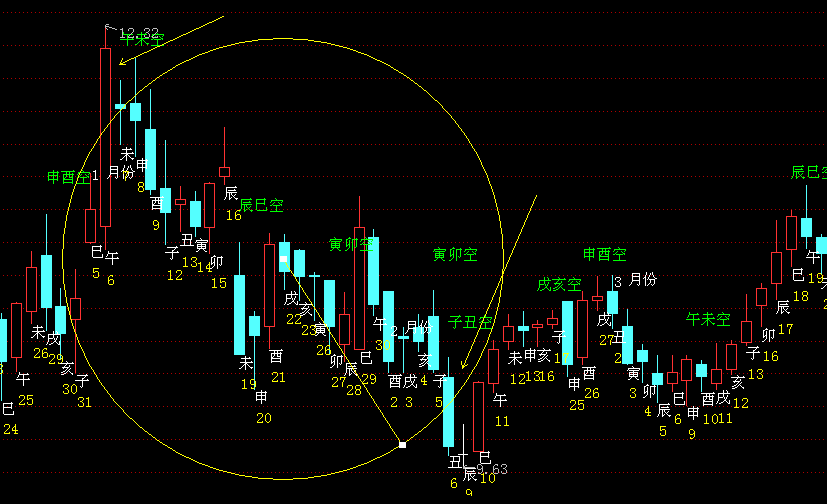 12.32
午未空
申酉空
1 月份
辰巳空
寅卯空
寅卯空
子丑空
戌亥空
申酉空
3 月份
午未空
辰巳空
2 月份
9.63
巳
24
午
25
未
26
戌
29
亥
30
子
31
巳
5
午
6
未
申
8
酉
9
子
12
丑
13
寅
14
卯
15
辰
16
未
19
申
20
酉
21
戌
22
亥
23
寅
26
卯
27
辰
28
巳
29
午
30
酉
2
戌
3
亥
4
子
5
丑
6
辰
9
巳
10
午
11
未
12
申
13
亥
16
子
申
25
酉
26
戌
27
丑
2
寅
3
卯
4
辰
5
巳
6
申
9
酉
10
戌
11
亥
12
子
13
卯
16
辰
17
巳
18
午
19